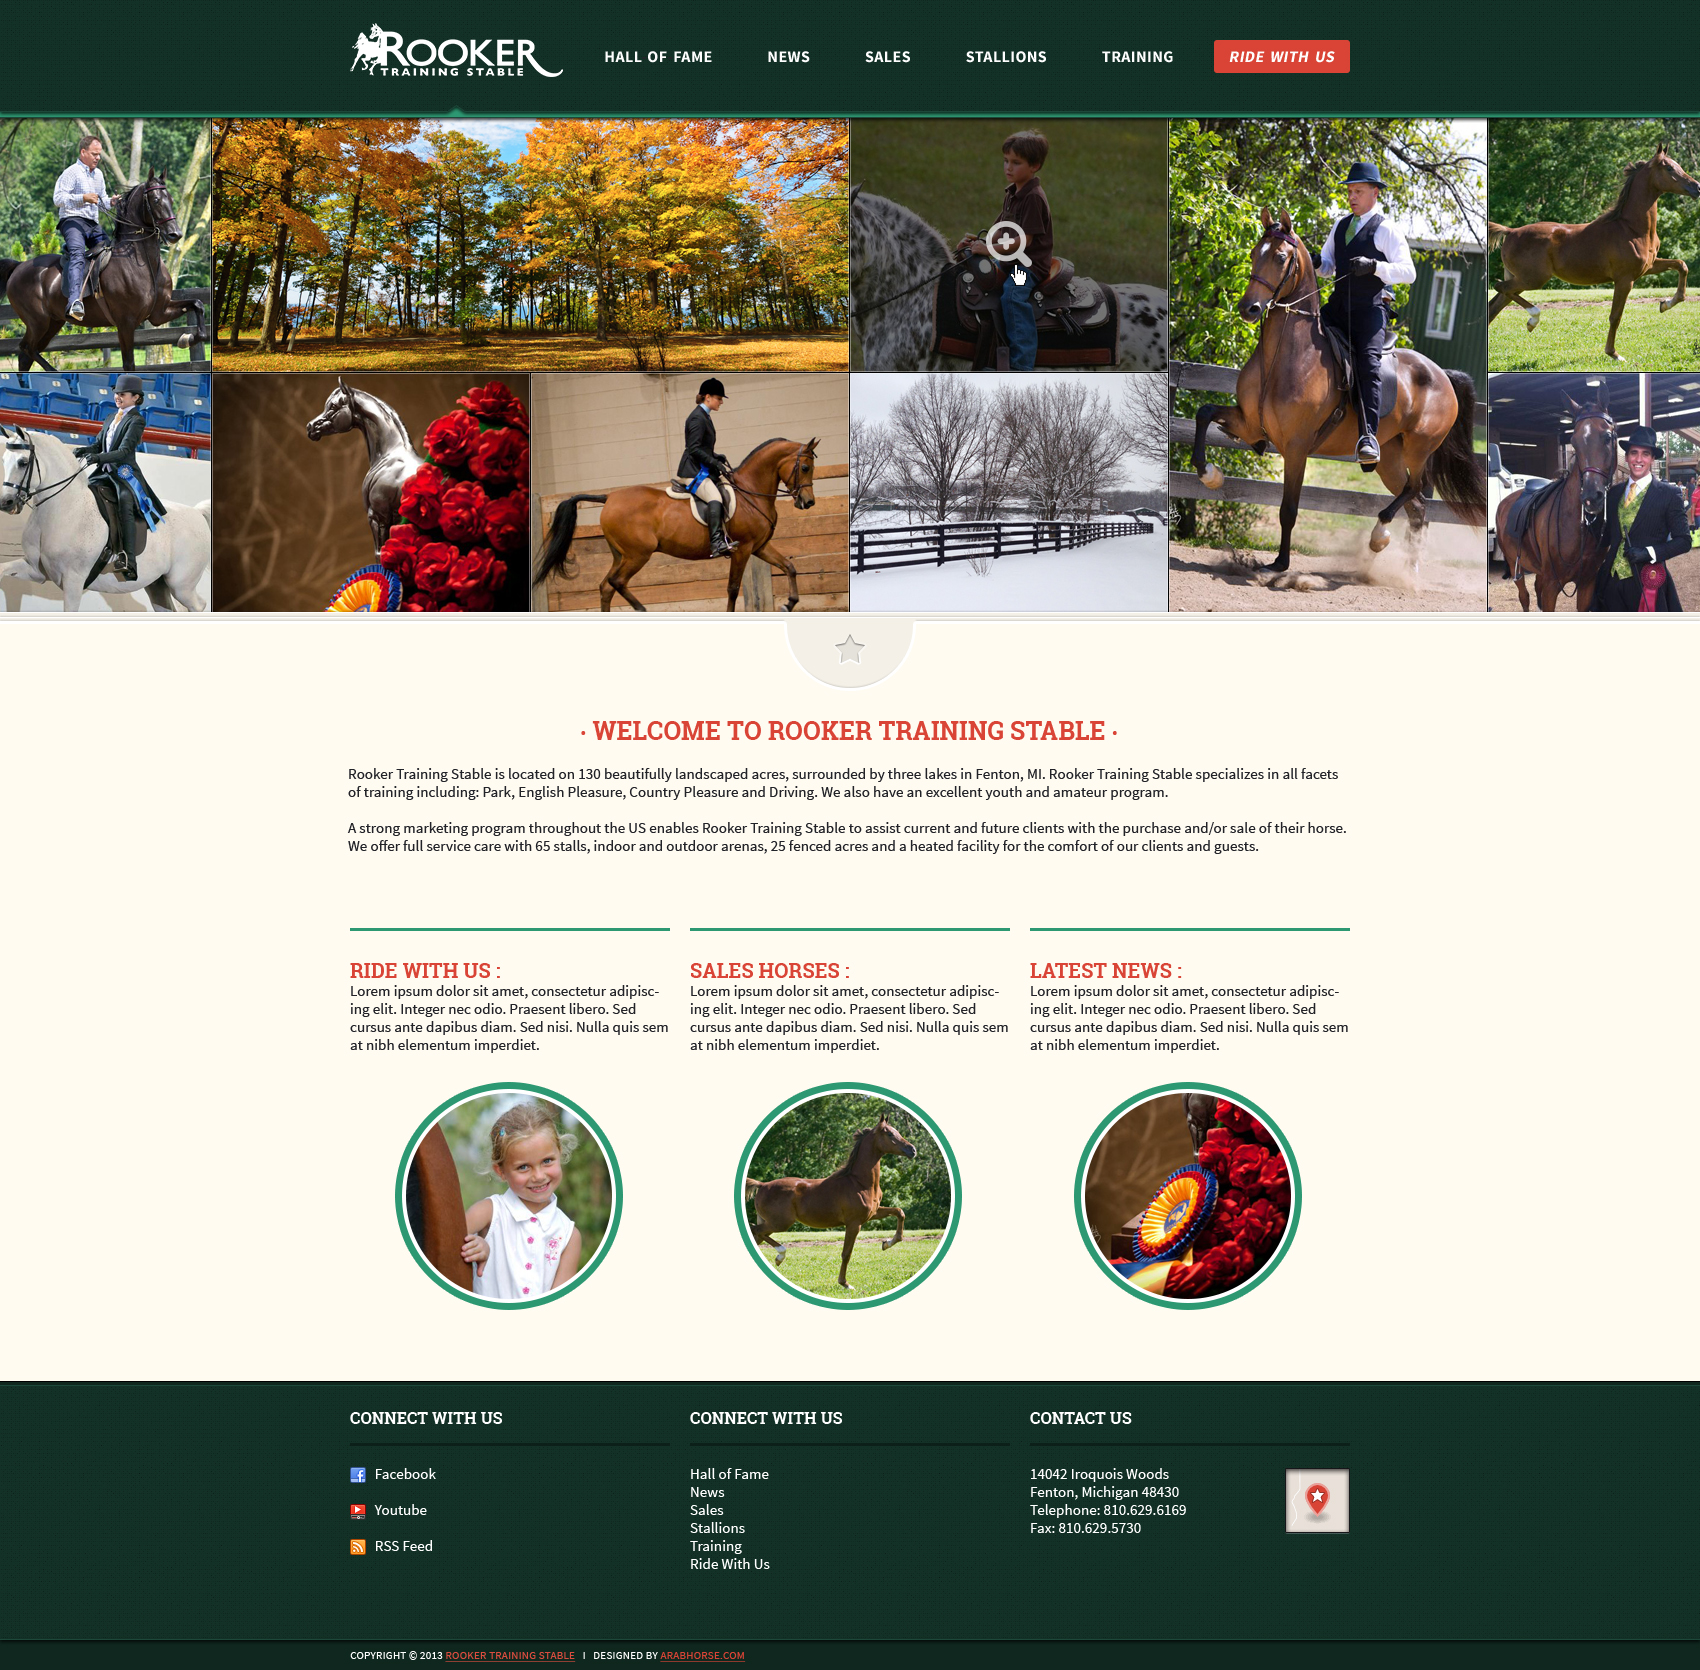 ROOKER
TRAINING STABLE
HALL OF FAME
NEWS
SALES
STALLIONS
TRAINING
RIDE WITH US
· WELCOME TO ROOKER TRAINING STABLE ·
Rooker Training Stable is located on 130 beautifully landscaped acres, surrounded by three lakes in Fenton, MI. Rooker Training Stable specializes in all facets
of training including: Park, English Pleasure, Country Pleasure and Driving. We also have an excellent youth and amateur program.
A strong marketing program throughout the US enables Rooker Training Stable to assist current and future clients with the purchase and/or sale of their horse.
We offer full service care with 65 stalls, indoor and outdoor arenas, 25 fenced acres and a heated facility for the comfort of our clients and guests.
RIDE WITH US :
Lorem ipsum dolor sit amet, consectetur adipisc-
ing elit. Integer nec odio. Praesent libero. Sed
cursus ante dapibus diam. Sed nisi. Nulla quis sem
at nibh elementum imperdiet.
SALES HORSES :
Lorem ipsum dolor sit amet, consectetur adipisc-
ing elit. Integer nec odio. Praesent libero. Sed
cursus ante dapibus diam. Sed nisi. Nulla quis sem
at nibh elementum imperdiet.
LATEST NEWS :
Lorem ipsum dolor sit amet, consectetur adipisc-
ing elit. Integer nec odio. Praesent libero. Sed
cursus ante dapibus diam. Sed nisi. Nulla quis sem
at nibh elementum imperdiet.
CONNECT WITH US
Facebook
Youtube
RSS Feed
CONNECT WITH US
Hall of Fame
News
Sales
Stallions
Training
Ride With Us
CONTACT US
14042 Iroquois Woods
Fenton, Michigan 48430
Telephone: 810.629.6169
Fax: 810.629.5730
COPYRIGHT © 2013 ROOKER TRAINING STABLE | DESIGNED BY ARABHORSE.COM